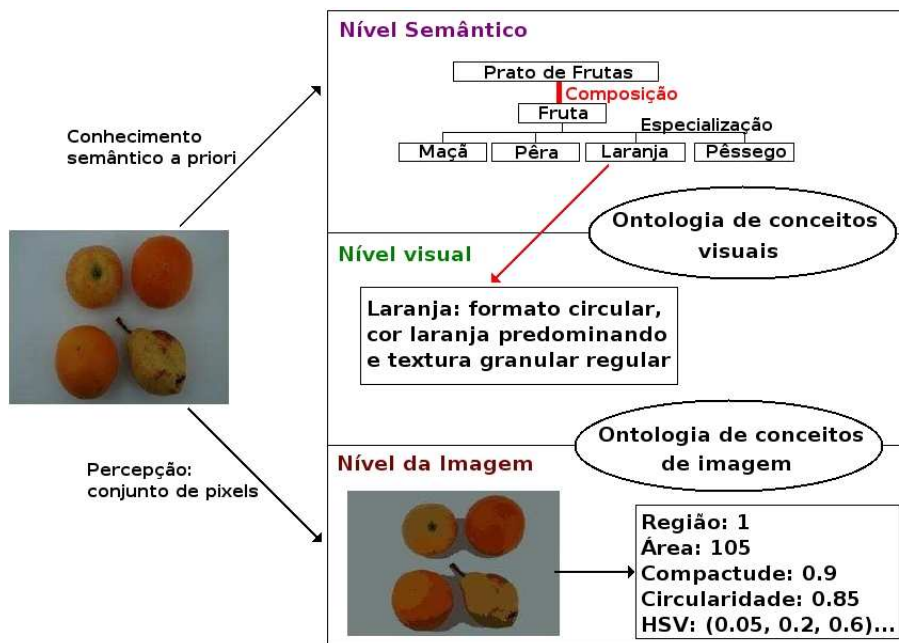 Nível Semântico
Prato de Frutas
Composição
Fruta
Especialização
Maçã
Pêra
Laranja
Pêssego
Conhecimento
semântico a priori
Ontologia de conceitos
visuais
Nível visual
Laranja: formato circular,
cor laranja predominando
e textura granular regular
Ontologia de conceitos
de imagem
Percepção:
conjunto de pixels
Nível da Imagem
Região: 1
Área: 105
Compactude: 0.9
Circularidade: 0.85
HSV: (0.05, 0.2, 0.6)...